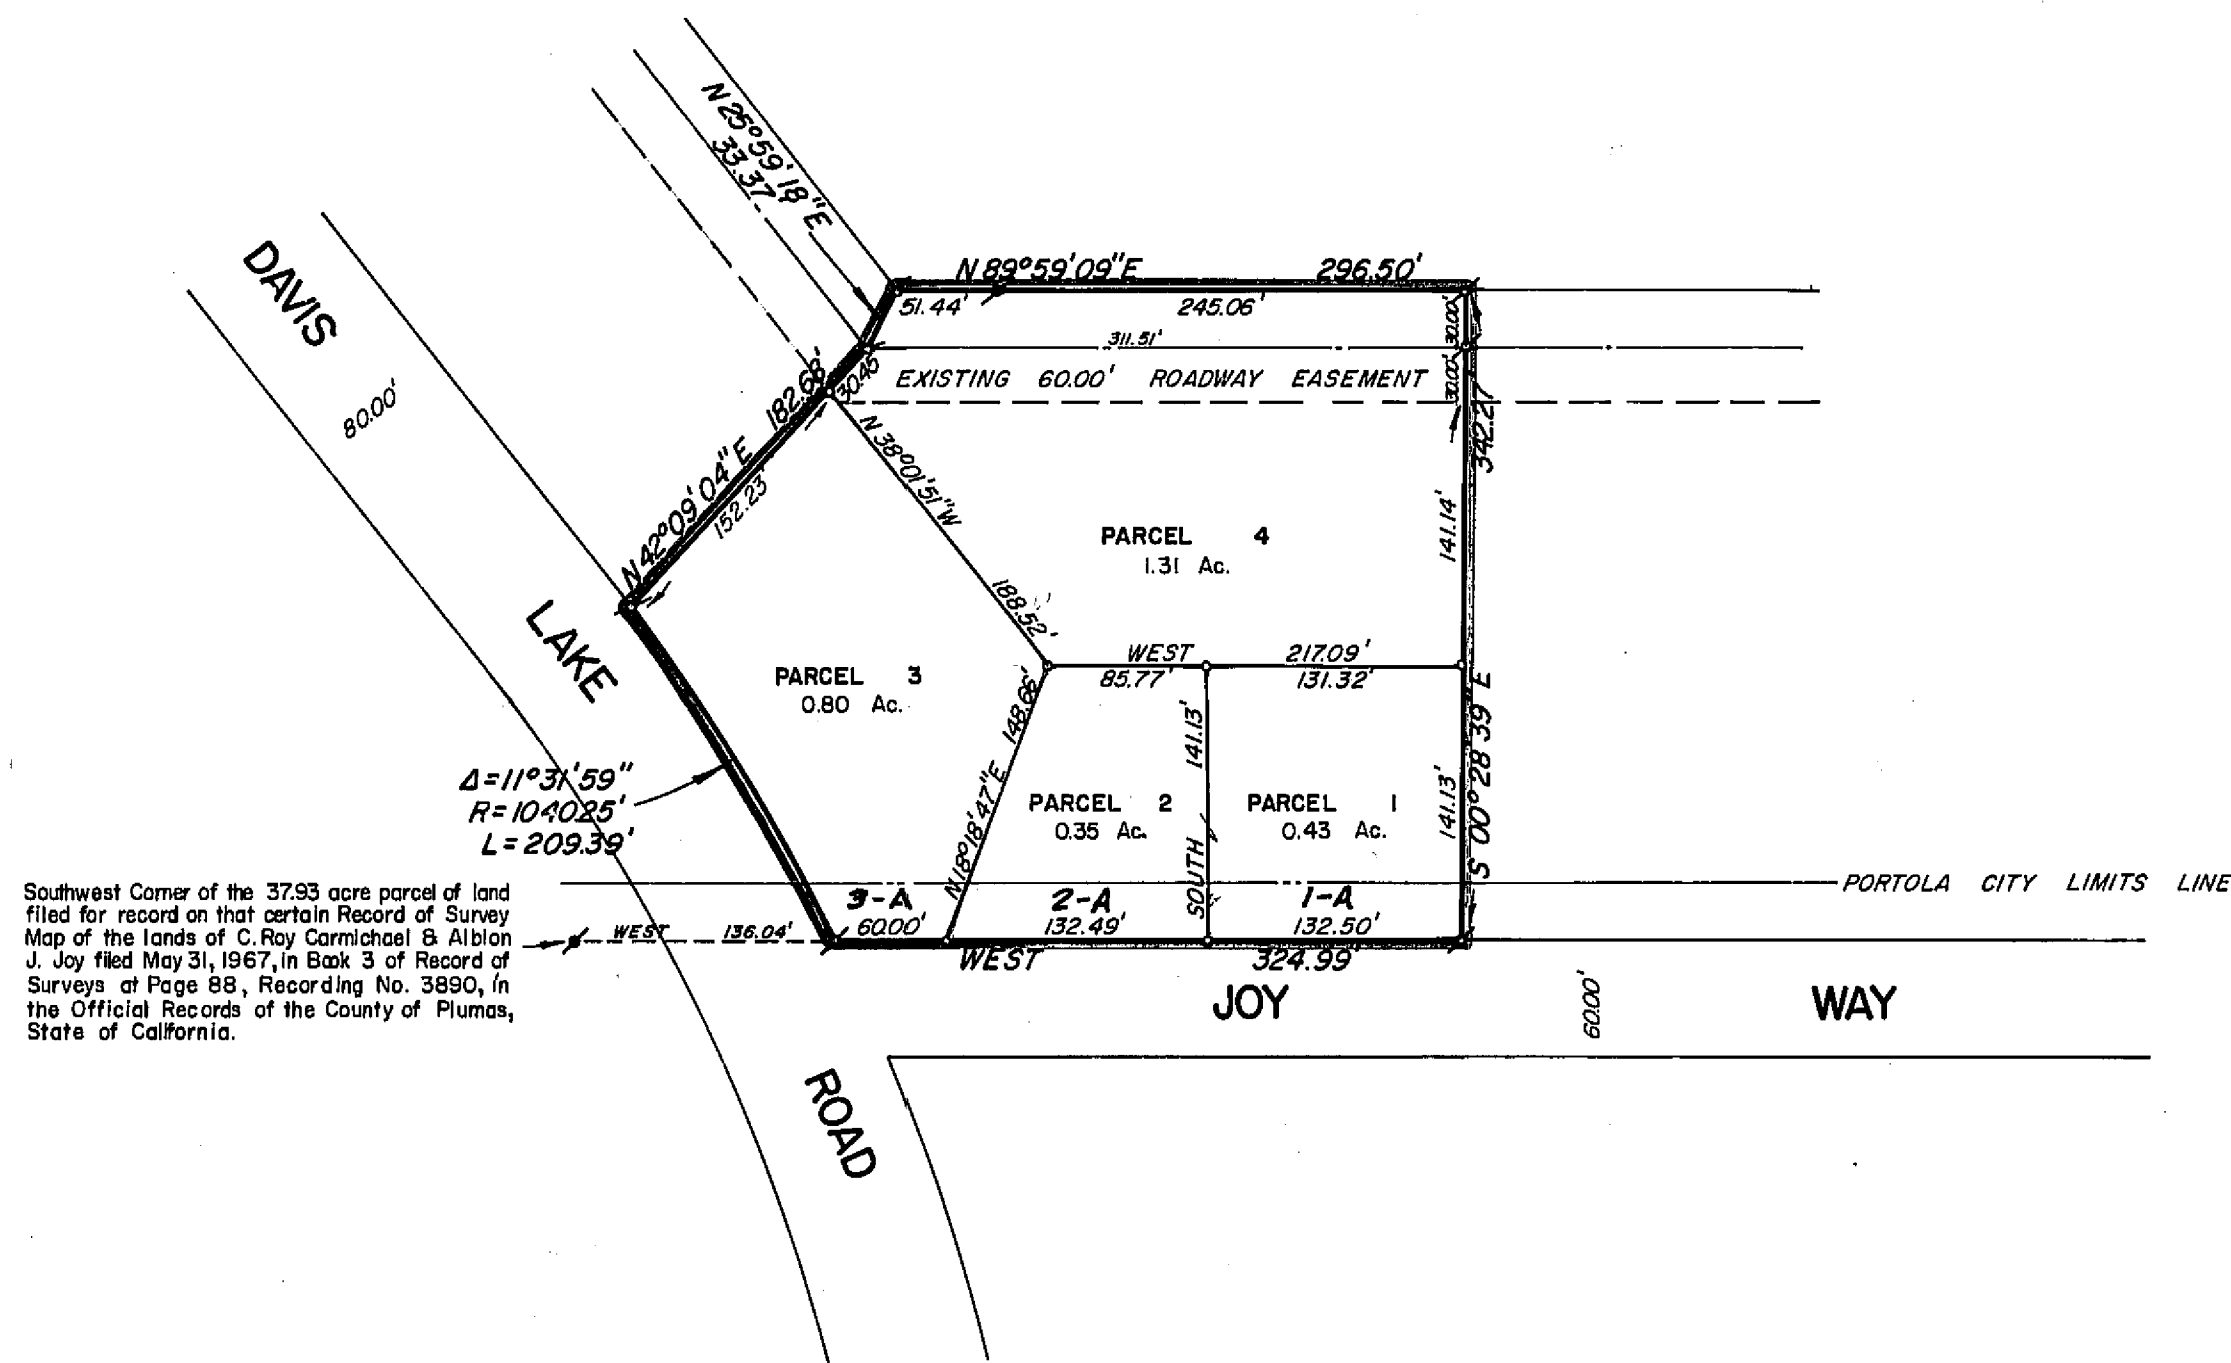 N 25°59'18" E
33.37'
DAVIS
80.00'
N 89°59'09" E 296.50'
51.44' 245.06'
30.00'
311.51'
EXISTING 60.00' ROADWAY EASEMENT
30.00'
342.27'
182.68'
30.45'
N 42°09'04" E
152.23'
N 38°01'51" W
188.52'
PARCEL 4
1.31 Ac.
141.14'
LAKE
WEST 217.09'
85.77' 131.32'
PARCEL 3
0.80 Ac.
148.66'
N 18°18'47" E
141.13'
SOUTH
141.13'
S 00°28'39" E
Δ=11°31'59"
R=1040.25'
L=209.39'
PARCEL 2
0.35 Ac.
PARCEL 1
0.43 Ac.
PORTOLA CITY LIMITS LINE
3-A 2-A 1-A
WEST 136.04' 60.00' 132.49' 132.50'
WEST 324.99'
Southwest Corner of the 37.93 acre parcel of land
filed for record on that certain Record of Survey
Map of the lands of C. Roy Carmichael & Albion
J. Joy filed May 31, 1967, in Book 3 of Record of
Surveys at Page 88, Recording No. 3890, in
the Official Records of the County of Plumas,
State of California.
JOY WAY
60.00'
ROAD